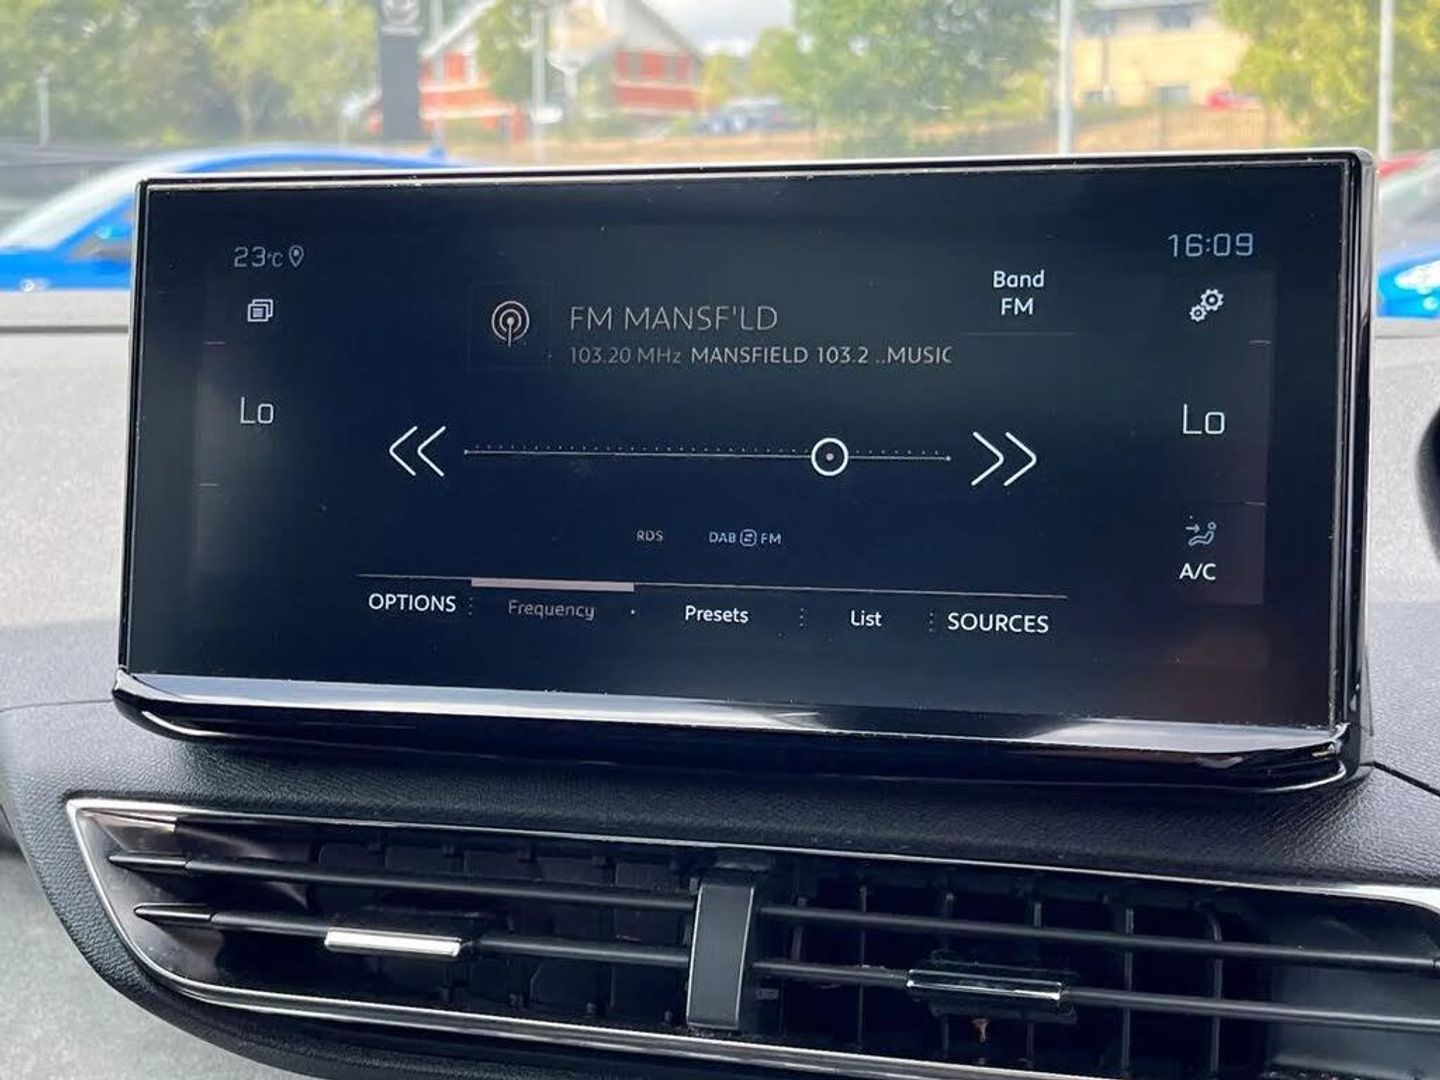 23°C
16:09
Band
FM
FM MANSF'LD
103.20 MHz MANSFIELD 103.2 ..MUSIC
Lo
Lo
RDS
DAB FM
A/C
OPTIONS
Frequency
Presets
List
SOURCES